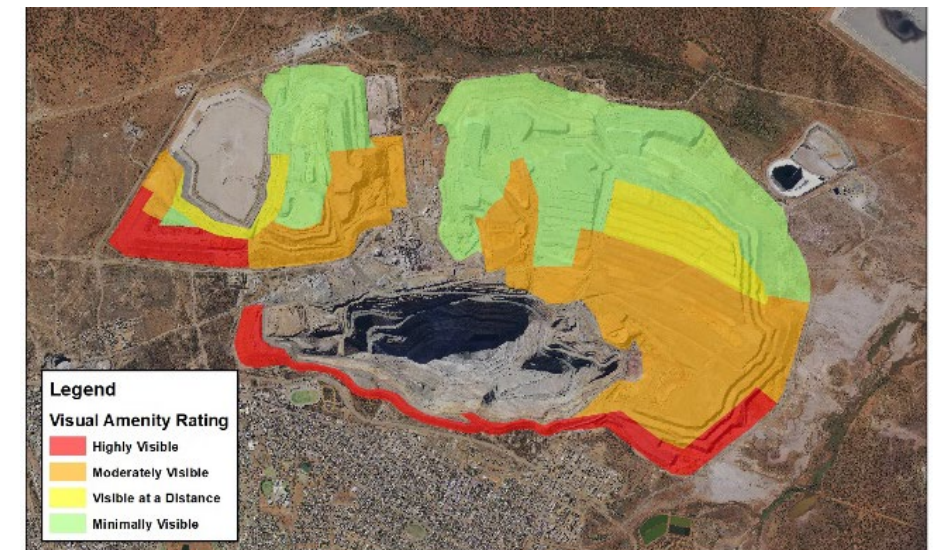 Legend
Visual Amenity Rating
Highly Visible
Moderately Visible
Visible at a Distance
Minimally Visible